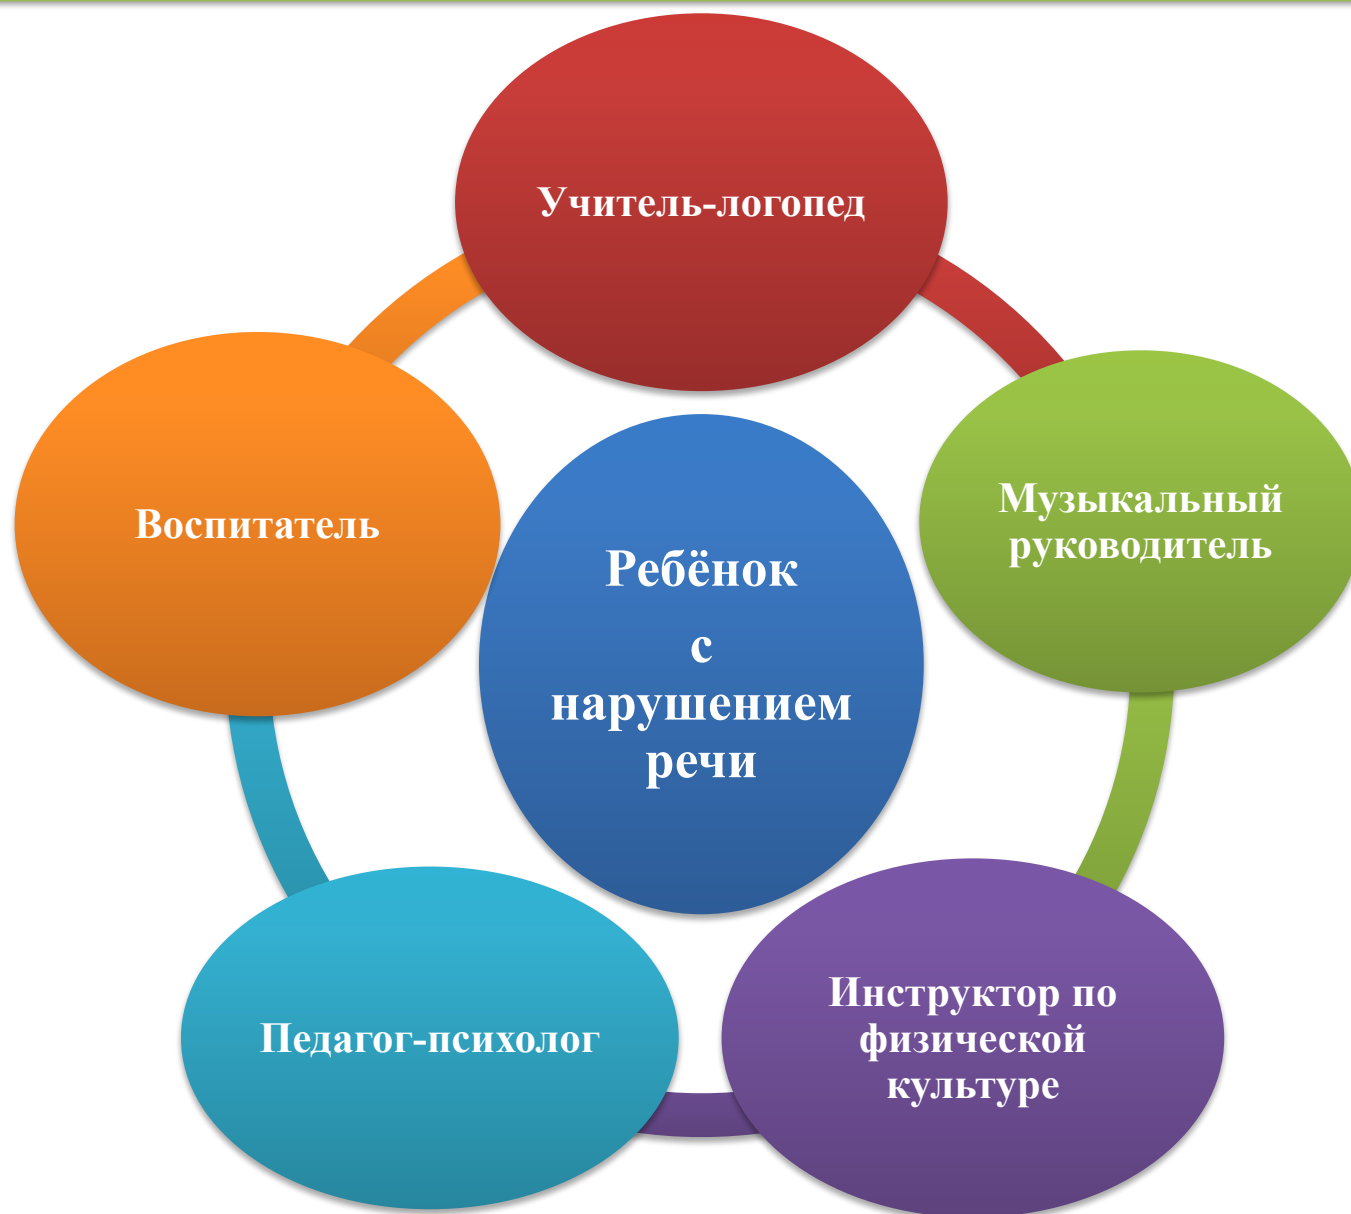 Учитель-логопед
Воспитатель
Музыкальный
руководитель
Ребёнок
с
нарушением
речи
Педагог-психолог
Инструктор по
физической
культуре